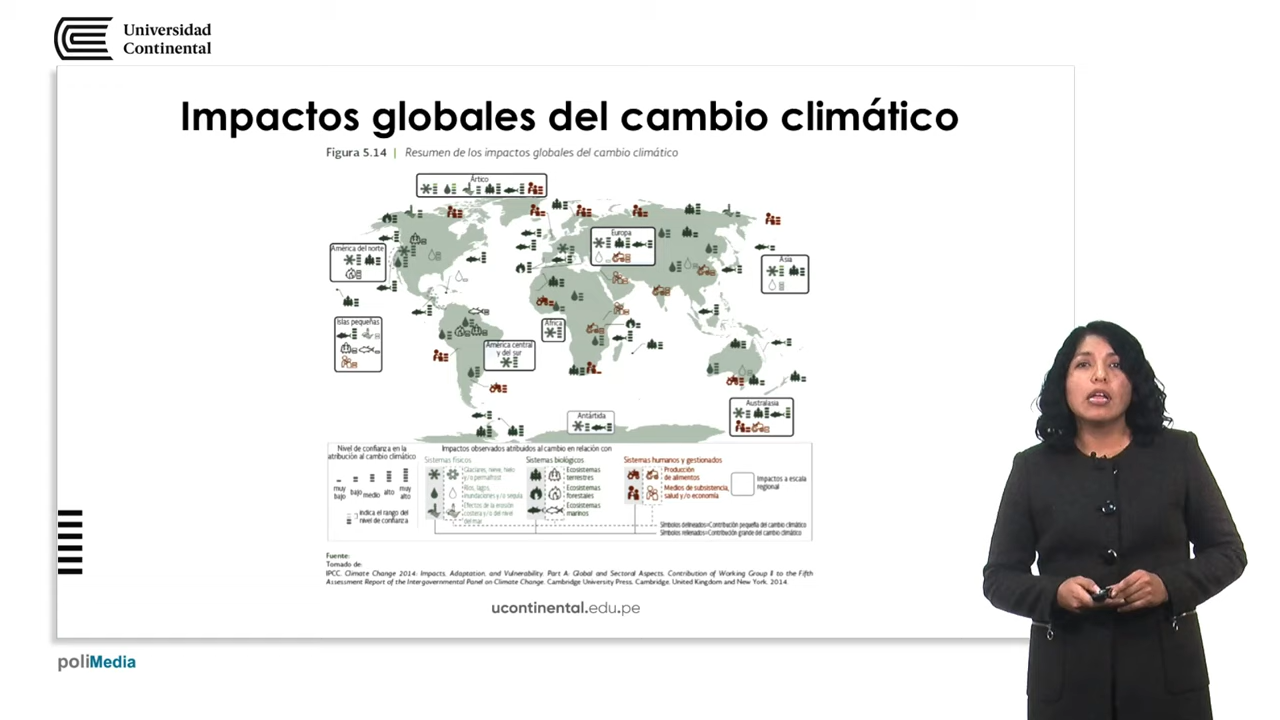 Universidad
Continental
Impactos globales del cambio climático
Figura 5.14 | Resumen de los impactos globales del cambio climático
Ártico
Europa
América del norte
Asia
Islas pequeñas
África
América central
y del sur
Australasia
Antártida
Nivel de confianza en la
atribución al cambio climático
muy
bajo
bajo
medio
alto
muy
alto
indica el rango del
nivel de confianza
Impactos observados atribuidos al cambio en relación con
Sistemas físicos
Glaciares, nieve, hielo
y/o permafrost
Ríos, lagos,
inundaciones y/o sequía
Efectos de la erosión
costera y/o del nivel
del mar
Sistemas biológicos
Ecosistemas
terrestres
Ecosistemas
forestales
Ecosistemas
marinos
Sistemas humanos y gestionados
Producción
de alimentos
Medios de subsistencia,
salud y/o economía
Impactos a escala
regional
Símbolos delineados=Contribución pequeña del cambio climático
Símbolos rellenados=Contribución grande del cambio climático
Fuente:
Tomado de:
IPCC. Climate Change 2014: Impacts, Adaptation, and Vulnerability. Part A: Global and Sectoral Aspects. Contribution of Working Group II to the Fifth
Assessment Report of the Intergovernmental Panel on Climate Change. Cambridge University Press, Cambridge, United Kingdom and New York, 2014.
ucontinental.edu.pe
poliMedia